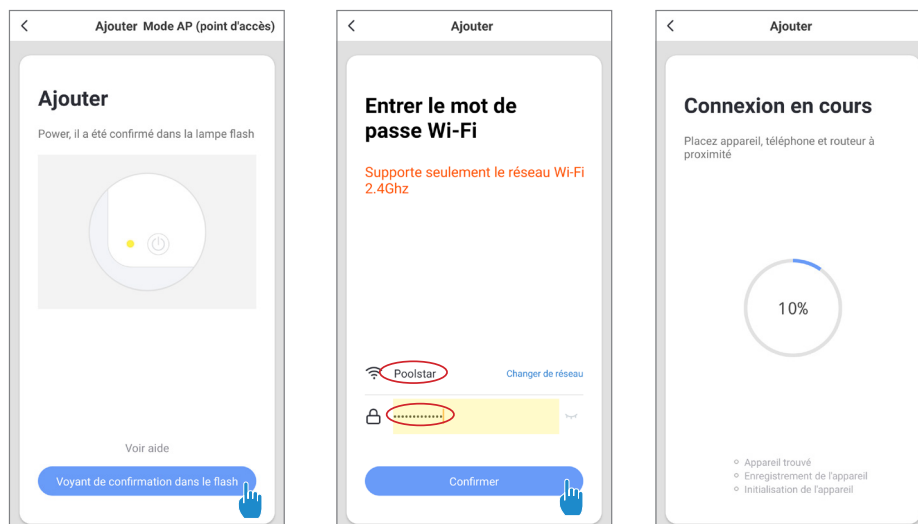 Ajouter Mode AP (point d'accès)
Ajouter
Power, il a été confirmé dans la lampe flash
Voir aide
Voyant de confirmation dans le flash
Ajouter
Entrer le mot de
passe Wi-Fi
Supporte seulement le réseau Wi-Fi
2.4Ghz
Poolstar Changer de réseau
••••••••••••
Confirmer
Ajouter
Connexion en cours
Placez appareil, téléphone et routeur à
proximité
10%
Appareil trouvé
Enregistrement de l'appareil
Initialisation de l'appareil